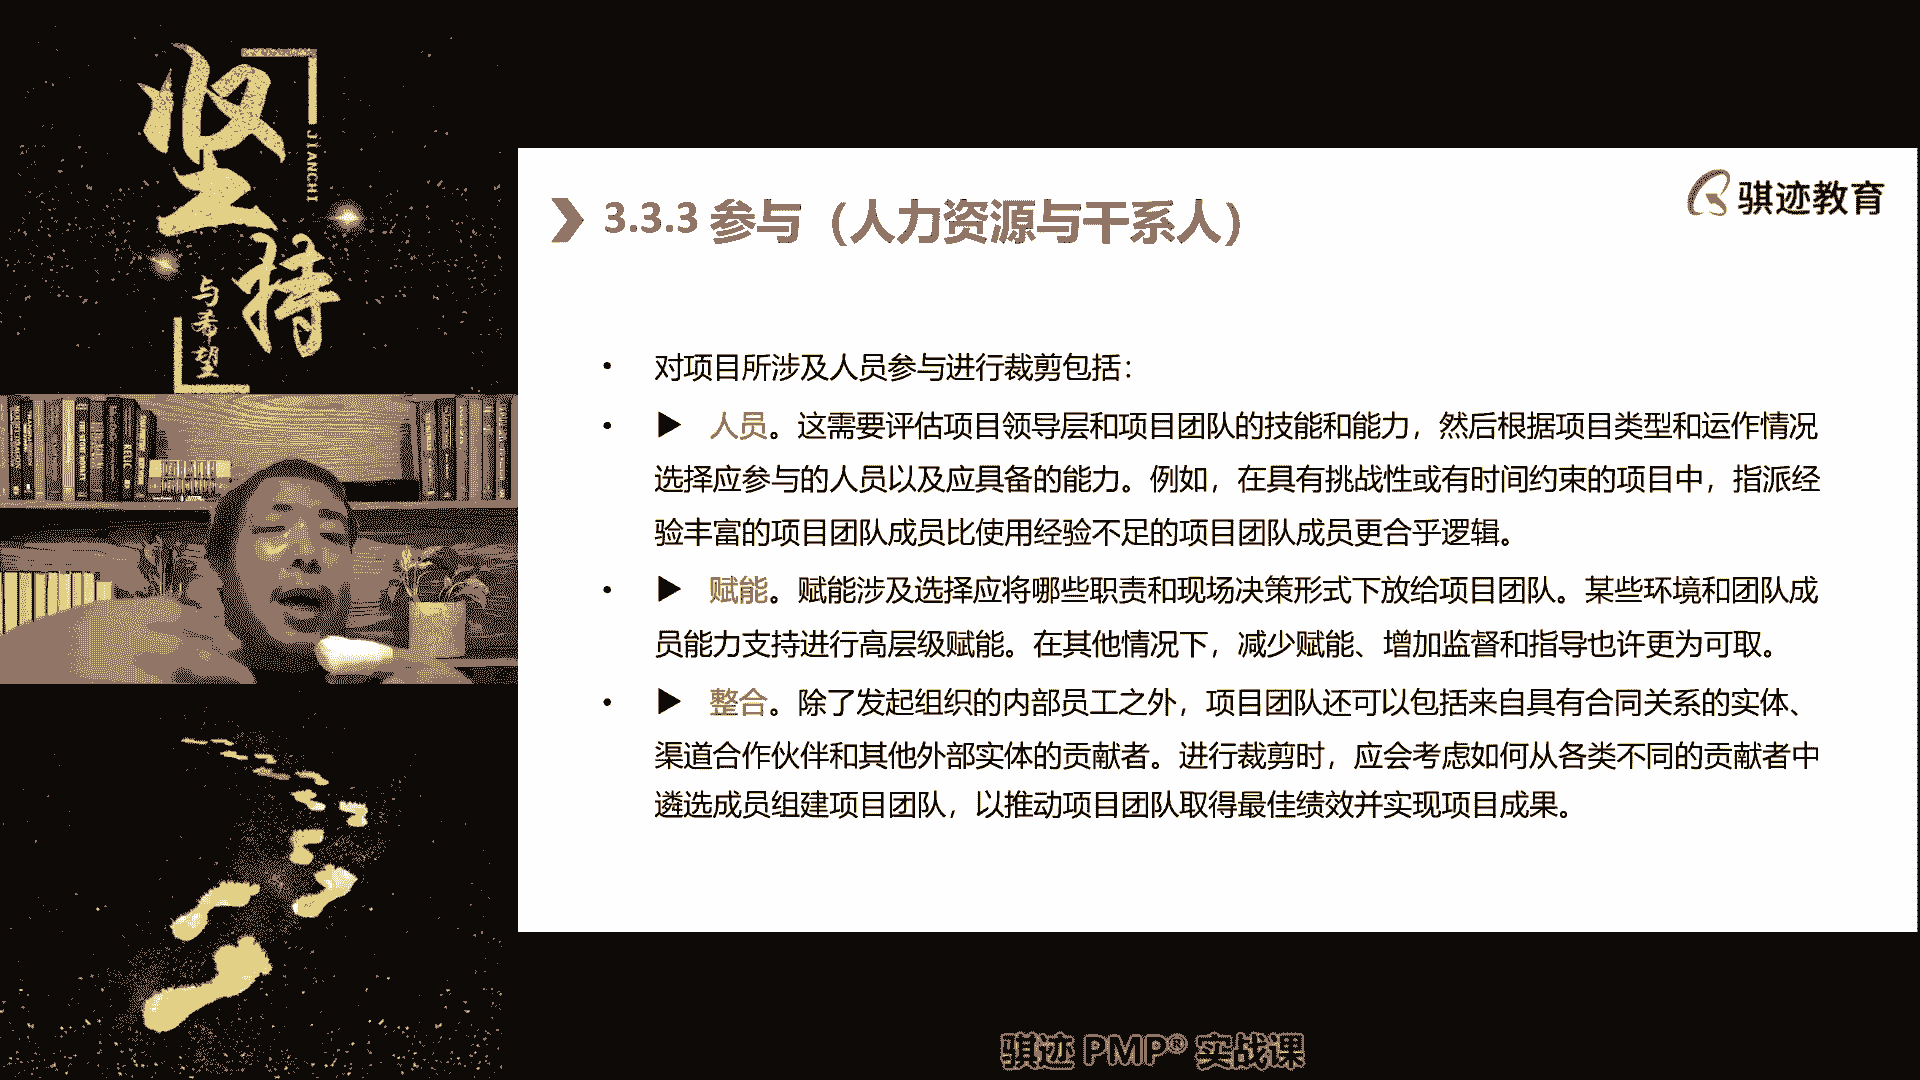 坚持
JIANCHI
与希望
骐迹教育
3.3.3 参与（人力资源与干系人）
• 对项目所涉及人员参与进行裁剪包括：
• ▶ 人员。这需要评估项目领导层和项目团队的技能和能力，然后根据项目类型和运作情况
选择应参与的人员以及应具备的能力。例如，在具有挑战性或有时间约束的项目中，指派经
验丰富的项目团队成员比使用经验不足的项目团队成员更合乎逻辑。
• ▶ 赋能。赋能涉及选择应将哪些职责和现场决策形式下放给项目团队。某些环境和团队成
员能力支持进行高层级赋能。在其他情况下，减少赋能、增加监督和指导也许更为可取。
• ▶ 整合。除了发起组织的内部员工之外，项目团队还可以包括来自具有合同关系的实体、
渠道合作伙伴和其他外部实体的贡献者。进行裁剪时，应会考虑如何从各类不同的贡献者中
遴选成员组建项目团队，以推动项目团队取得最佳绩效并实现项目成果。
骐迹 PMP® 实战课